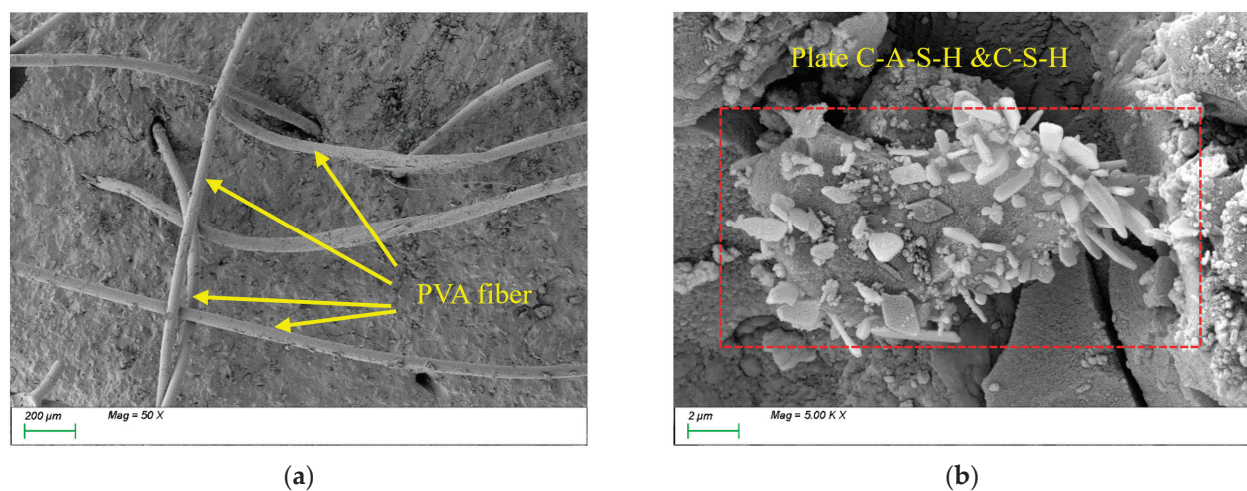 PVA fiber
200 µm
Mag = 50 X
(a)
Plate C-A-S-H &C-S-H
2 µm
Mag = 5.00 K X
(b)